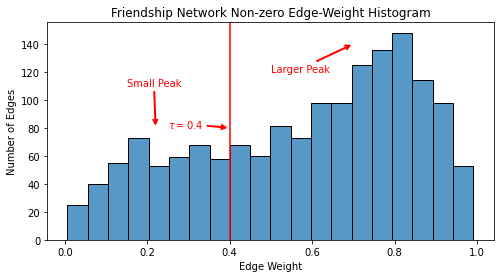 Friendship Network Non-zero Edge-Weight Histogram
Number of Edges
140
120
100
80
60
40
20
0
Small Peak
Larger Peak
τ = 0.4
0.0 0.2 0.4 0.6 0.8 1.0
Edge Weight